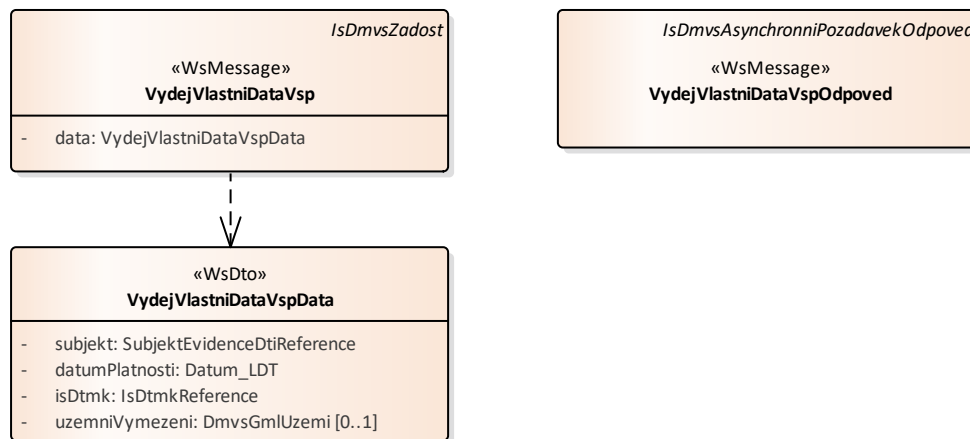 IsDmvsZadost
«WsMessage»
VydejVlastniDataVsp
- data: VydejVlastniDataVspData
IsDmvsAsynchronniPozadavekOdpoved
«WsMessage»
VydejVlastniDataVspOdpoved
«WsDto»
VydejVlastniDataVspData
- subjekt: SubjektEvidenceDtiReference
- datumPlatnosti: Datum_LDT
- isDtmk: IsDtmkReference
- uzemniVymezeni: DmvsGmlUzemi [0..1]